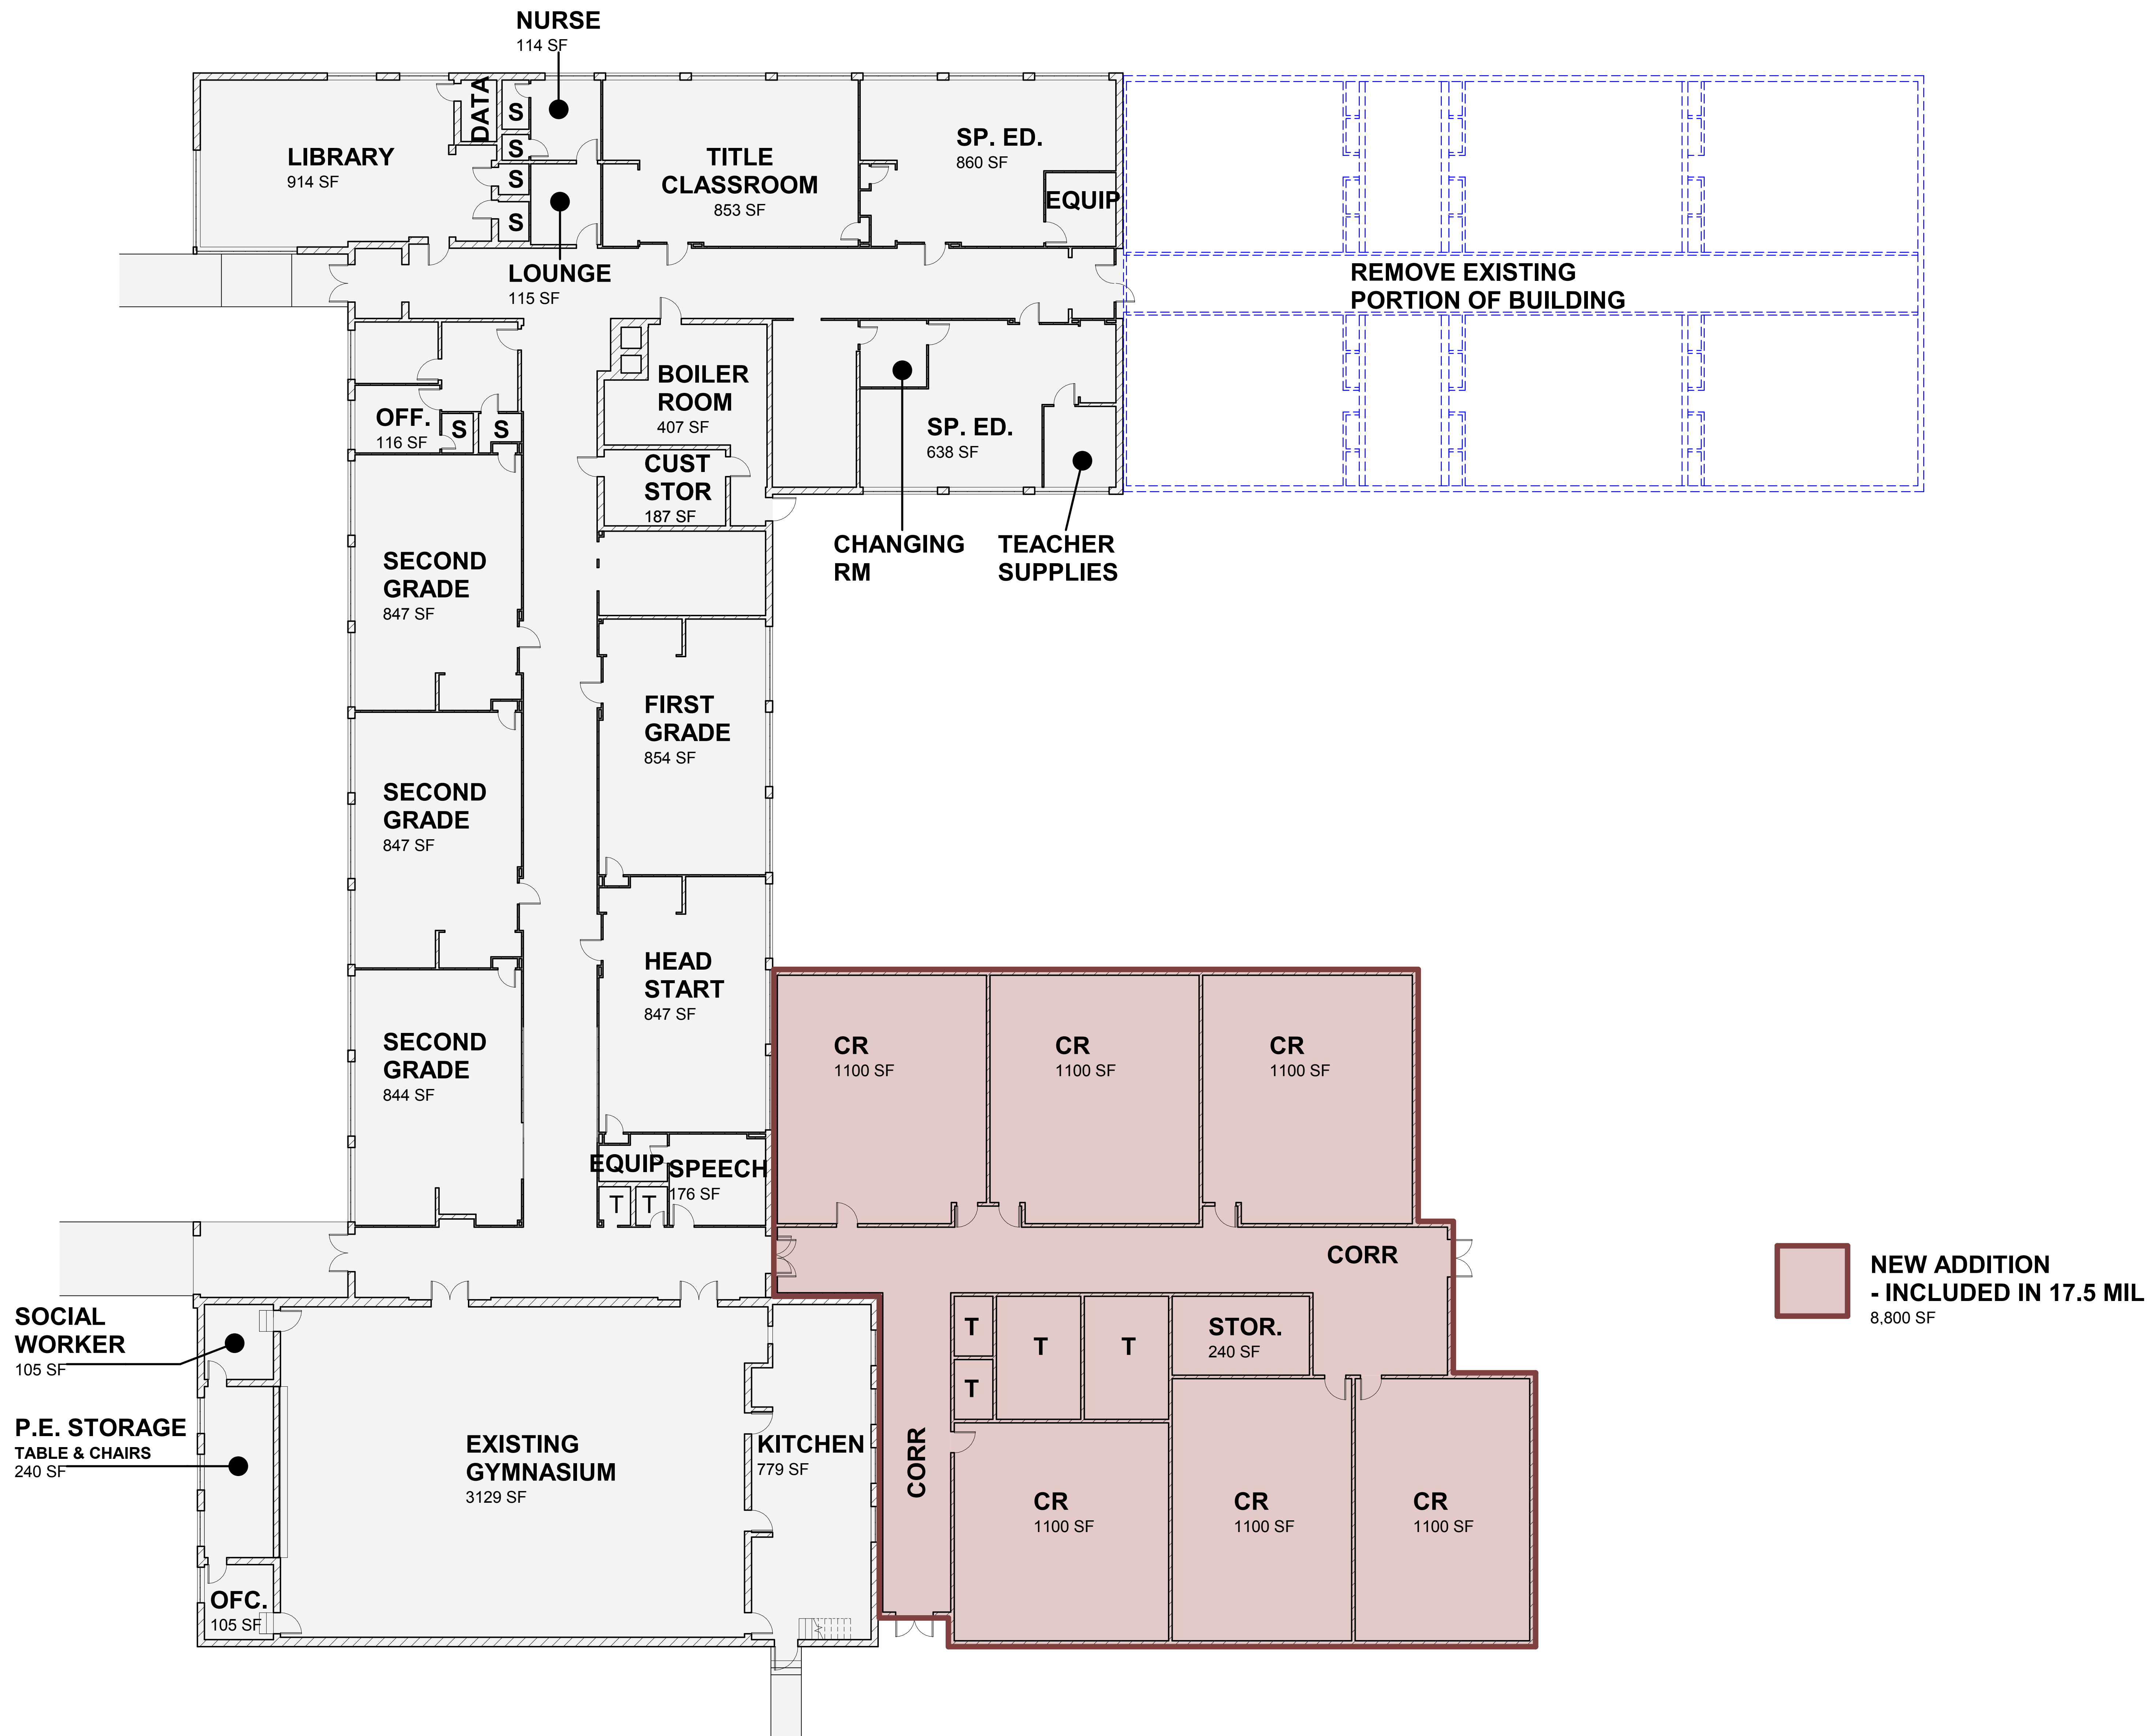 NURSE
114 SF
DATA
S
S
S
S
LIBRARY
914 SF
TITLE
CLASSROOM
853 SF
SP. ED.
860 SF
EQUIP
LOUNGE
115 SF
REMOVE EXISTING
PORTION OF BUILDING
OFF.
116 SF
S
S
BOILER
ROOM
407 SF
CUST
STOR
187 SF
SP. ED.
638 SF
CHANGING
RM
TEACHER
SUPPLIES
SECOND
GRADE
847 SF
FIRST
GRADE
854 SF
SECOND
GRADE
847 SF
HEAD
START
847 SF
SECOND
GRADE
844 SF
CR
1100 SF
CR
1100 SF
CR
1100 SF
EQUIP
SPEECH
176 SF
T
T
CORR
NEW ADDITION
- INCLUDED IN 17.5 MIL
8,800 SF
SOCIAL
WORKER
105 SF
T
T
T
T
STOR.
240 SF
P.E. STORAGE
TABLE & CHAIRS
240 SF
EXISTING
GYMNASIUM
3129 SF
KITCHEN
779 SF
CORR
CR
1100 SF
CR
1100 SF
CR
1100 SF
OFC.
105 SF